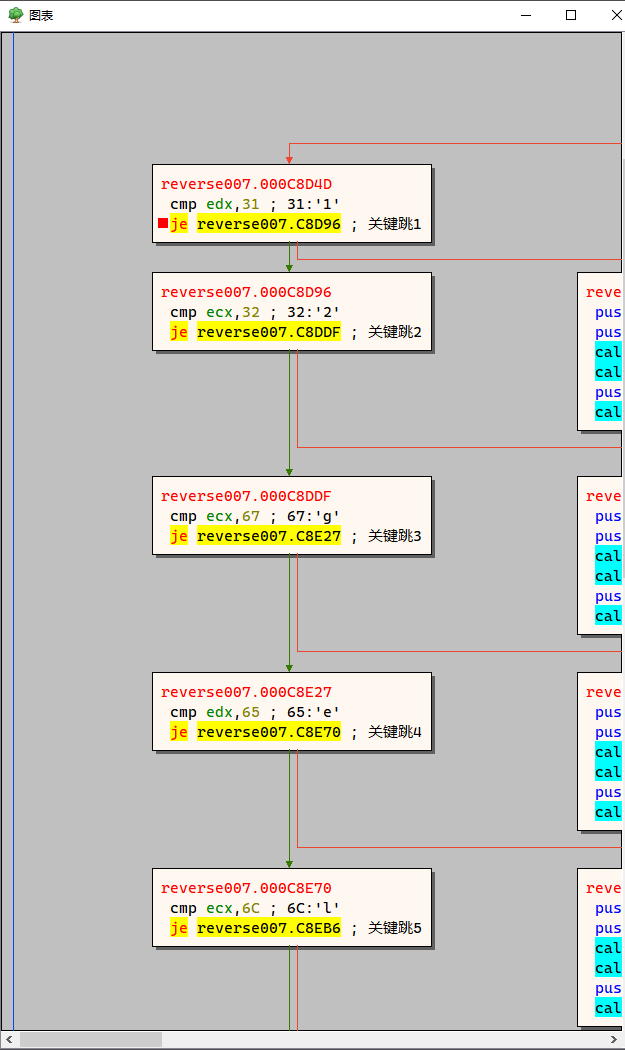 图表
reverse007.000C8D4D
cmp edx,31 ; 31:'1'
je reverse007.C8D96 ; 关键跳1
reverse007.000C8D96
cmp ecx,32 ; 32:'2'
je reverse007.C8DDF ; 关键跳2
reve
pus
pus
cal
cal
pus
cal
reverse007.000C8DDF
cmp ecx,67 ; 67:'g'
je reverse007.C8E27 ; 关键跳3
reve
pus
pus
cal
cal
pus
cal
reverse007.000C8E27
cmp edx,65 ; 65:'e'
je reverse007.C8E70 ; 关键跳4
reve
pus
pus
cal
cal
pus
cal
reverse007.000C8E70
cmp ecx,6C ; 6C:'l'
je reverse007.C8EB6 ; 关键跳5
reve
pus
pus
cal
cal
pus
cal